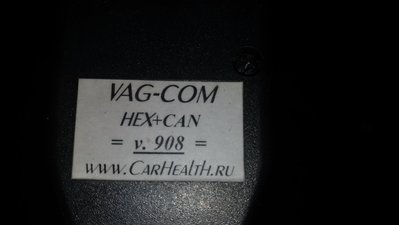 VAG-COM
HEX+CAN
= v. 908 =
www.CarHealth.ru